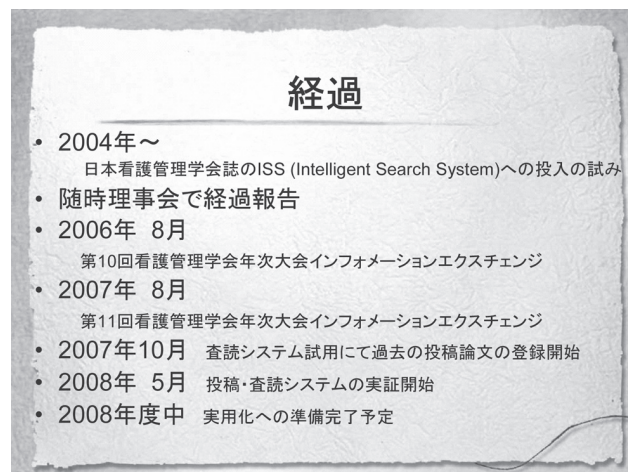 経過
• 2004年～
日本看護管理学会誌のISS (Intelligent Search System)への投入の試み
• 随時理事会で経過報告
• 2006年 8月
第10回看護管理学会年次大会インフォメーションエクスチェンジ
• 2007年 8月
第11回看護管理学会年次大会インフォメーションエクスチェンジ
• 2007年10月 査読システム試用にて過去の投稿論文の登録開始
• 2008年 5月 投稿・査読システムの実証開始
• 2008年度中 実用化への準備完了予定